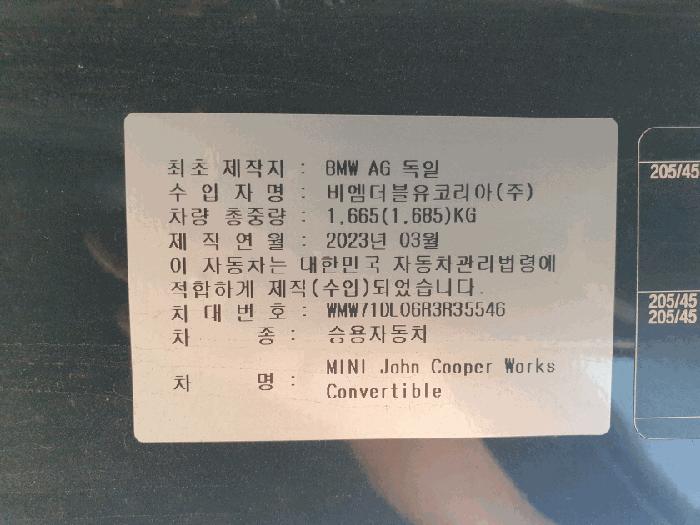 최초 제작지 : BMW AG 독일
수 입 자 명 : 비엠더블유코리아(주)
차량 총중량 : 1,665(1,685)KG
제 작 연 월 : 2023년 03월
이 자동차는 대한민국 자동차관리법령에
적합하게 제작(수입)되었습니다.
차 대 번 호 : WMW71DL06R3R35546
차 종 : 승용자동차
차 명 : MINI John Cooper Works
Convertible
205/45
205/45
205/45